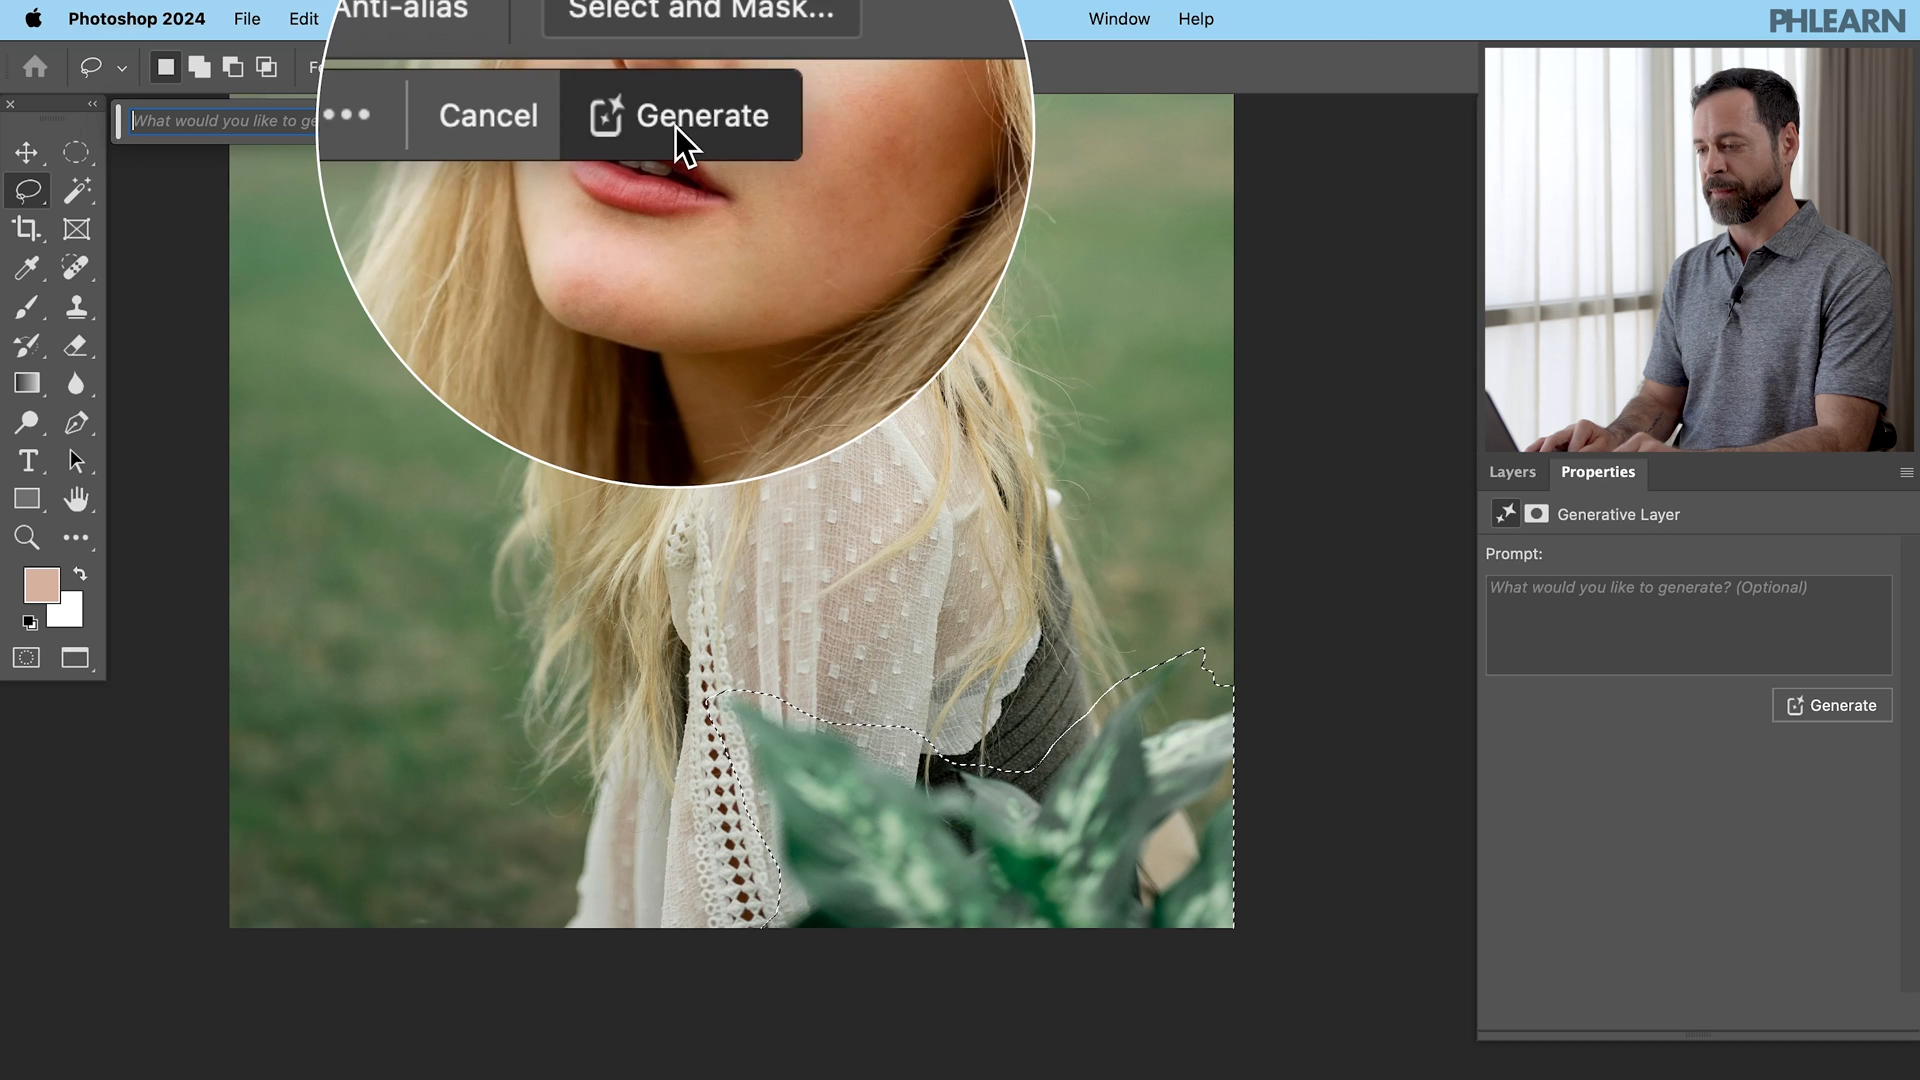 Photoshop 2024 File Edit Window Help
PHLEARN
Anti-alias Select and Mask...
What would you like to ge
Cancel Generate
Layers Properties
Generative Layer
Prompt:
What would you like to generate? (Optional)
Generate